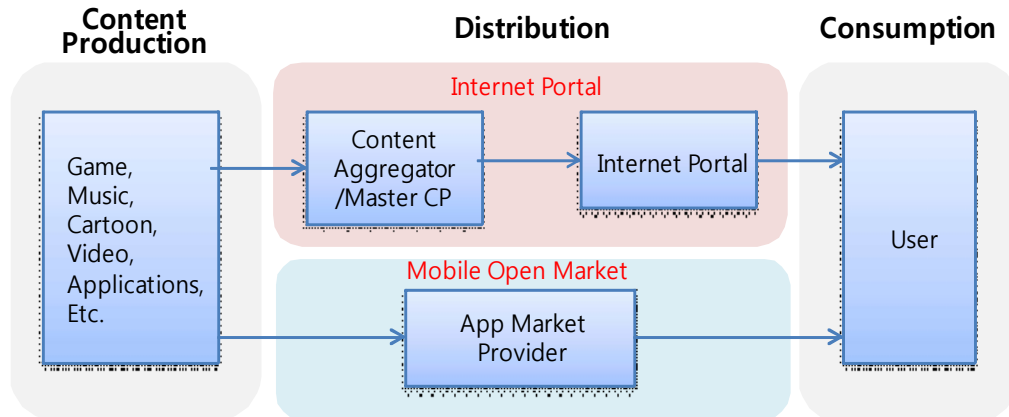 Content
Production
Distribution
Consumption
Internet Portal
Game,
Music,
Cartoon,
Video,
Applications,
Etc.
Content
Aggregator
/Master CP
Internet Portal
User
Mobile Open Market
App Market
Provider